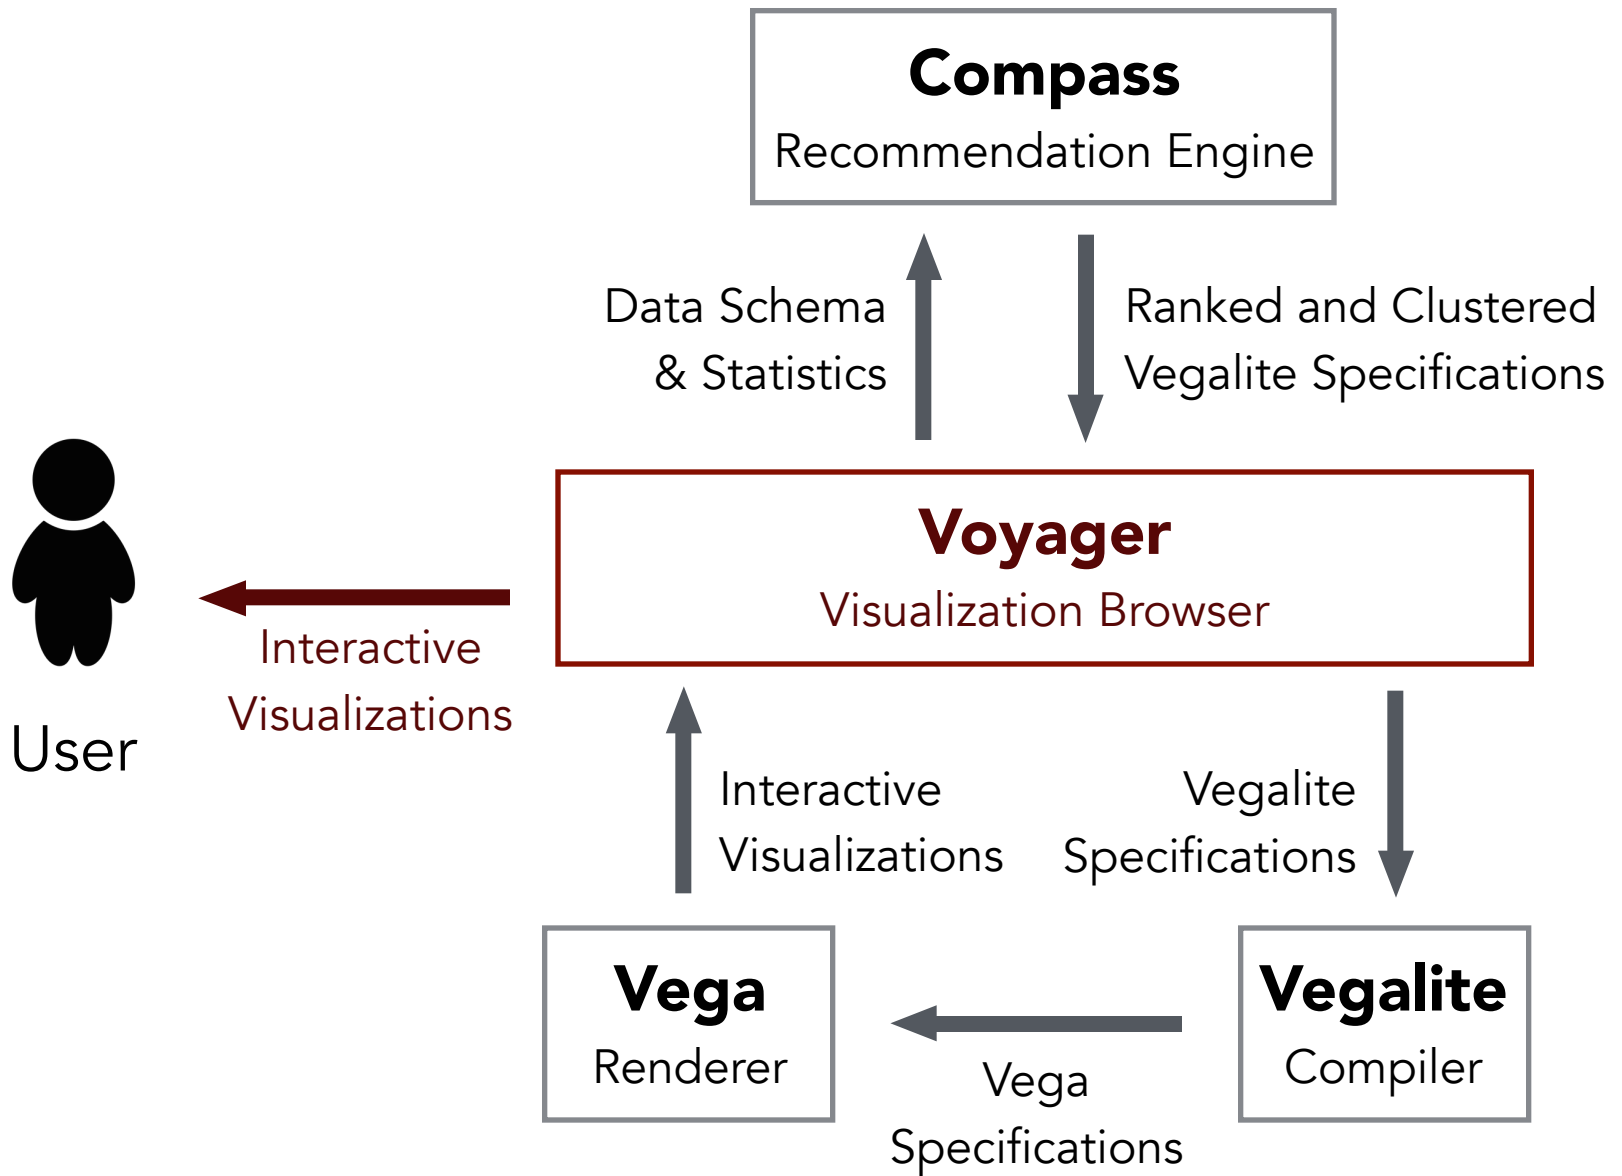 Compass
Recommendation Engine
Data Schema
& Statistics
Ranked and Clustered
Vegalite Specifications
Voyager
Visualization Browser
Interactive
Visualizations
User
Interactive
Visualizations
Vegalite
Specifications
Vega
Renderer
Vega
Specifications
Vegalite
Compiler